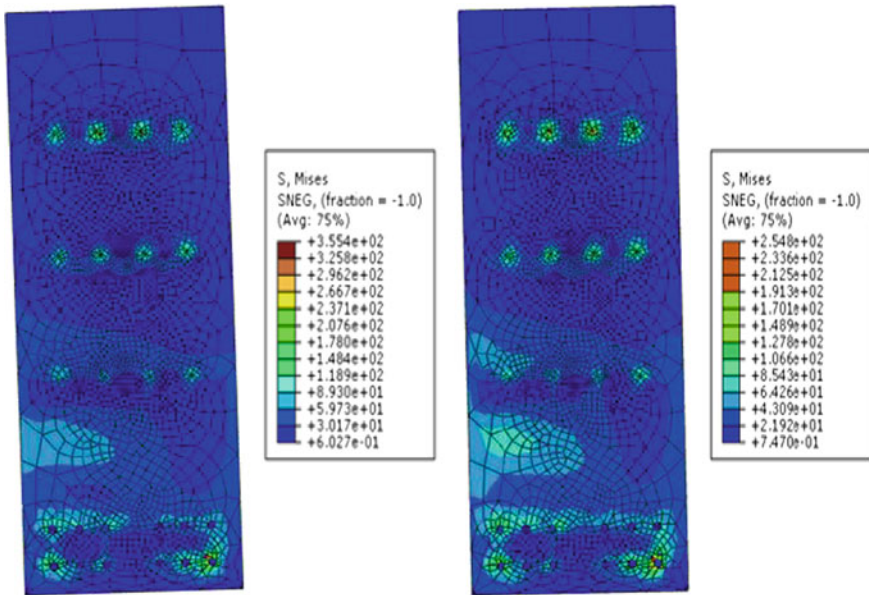 S, Mises
SNEG, (fraction = -1.0)
(Avg: 75%)
+3.554e+02
+3.258e+02
+2.962e+02
+2.667e+02
+2.371e+02
+2.076e+02
+1.780e+02
+1.484e+02
+1.189e+02
+8.930e+01
+5.973e+01
+3.017e+01
+6.027e-01
S, Mises
SNEG, (fraction = -1.0)
(Avg: 75%)
+2.548e+02
+2.336e+02
+2.125e+02
+1.913e+02
+1.701e+02
+1.489e+02
+1.278e+02
+1.066e+02
+8.543e+01
+6.426e+01
+4.309e+01
+2.192e+01
+7.470e-01